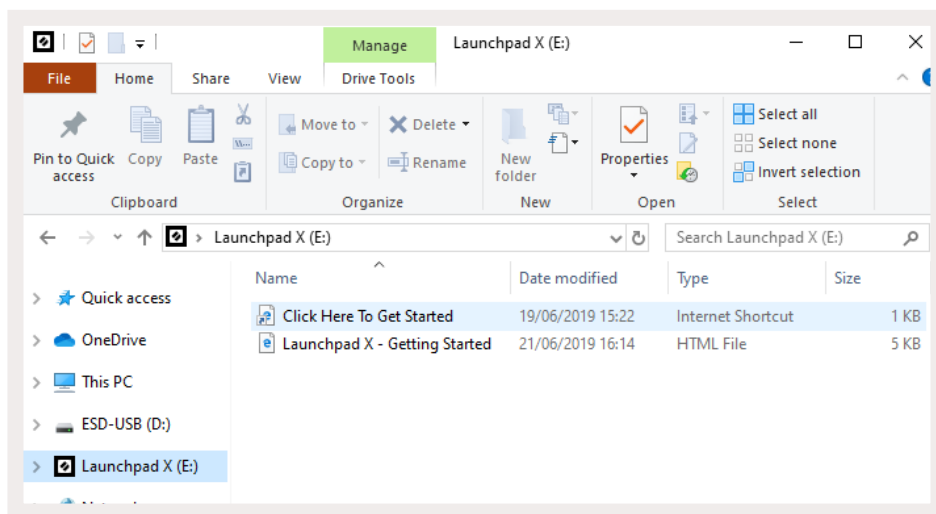 Manage Launchpad X (E:)
File Home Share View Drive Tools
Pin to Quick access
Copy
Paste
Clipboard
Move to
Copy to
Delete
Rename
Organize
New folder
New
Properties
Open
Select all
Select none
Invert selection
Select
Launchpad X (E:)
Search Launchpad X (E:)
Name Date modified Type Size
Click Here To Get Started 19/06/2019 15:22 Internet Shortcut 1 KB
Launchpad X - Getting Started 21/06/2019 16:14 HTML File 5 KB
Quick access
OneDrive
This PC
ESD-USB (D:)
Launchpad X (E:)